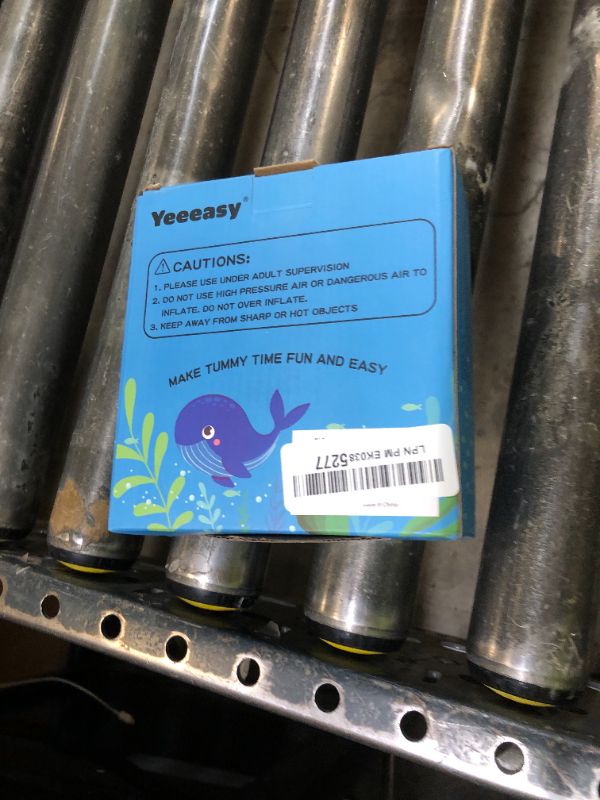 Yeeeasy®
⚠ CAUTIONS:
1. PLEASE USE UNDER ADULT SUPERVISION
2. DO NOT USE HIGH PRESSURE AIR OR DANGEROUS AIR TO
INFLATE. DO NOT OVER INFLATE.
3. KEEP AWAY FROM SHARP OR HOT OBJECTS
MAKE TUMMY TIME FUN AND EASY
LPN PM EK0385277